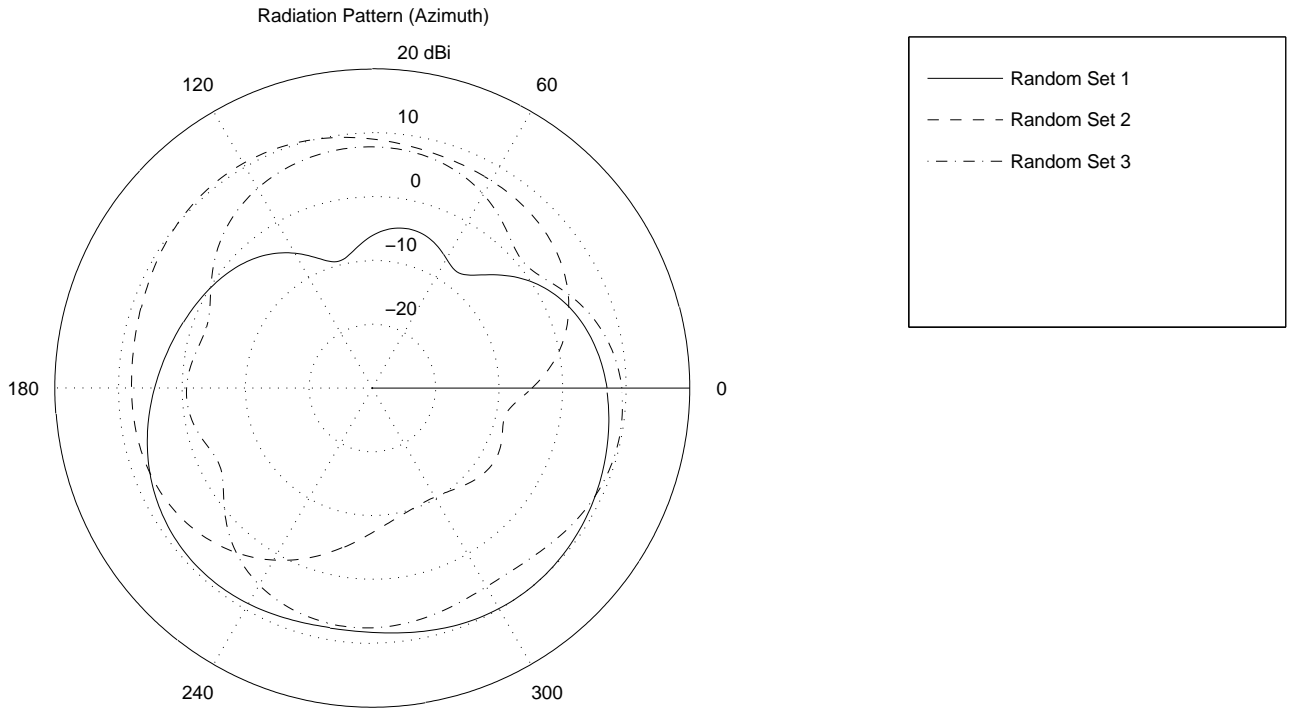 Radiation Pattern (Azimuth)
20 dBi
120
60
10
0
−10
−20
180
0
240
300
Random Set 1
Random Set 2
Random Set 3